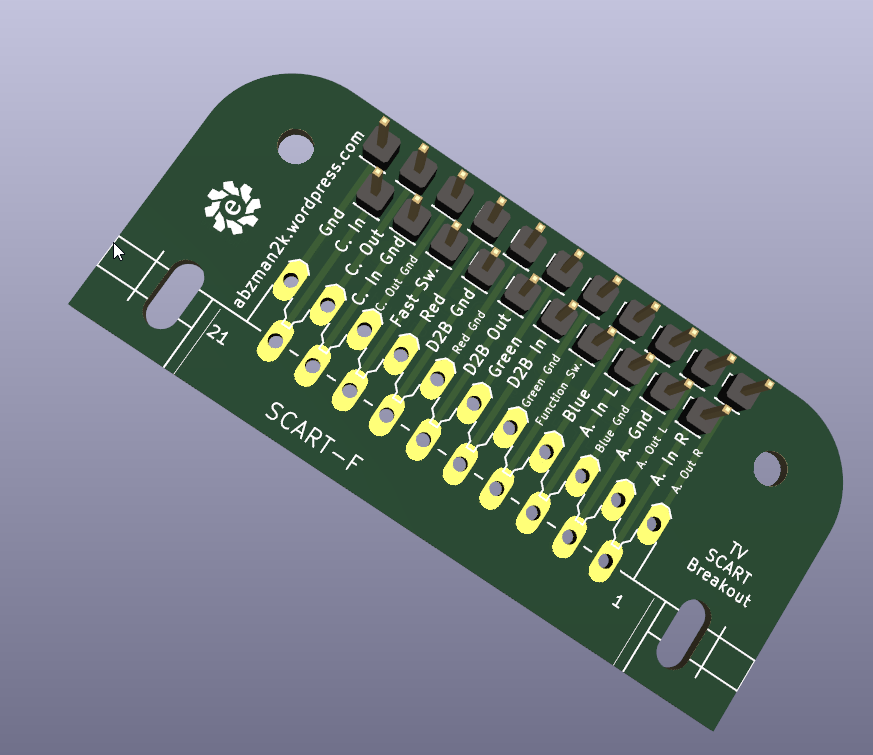 abzman2k.wordpress.com
Gnd
C. In
C. Out
C. In Gnd
C. Out Gnd
Fast Sw.
Red
D2B Gnd
Red Gnd
D2B Out
Green
D2B In
Green Gnd
Function Sw.
Blue
A. In L
Blue Gnd
A. Gnd
A. Out L
A. In R
A. Out R
e
21
SCART-F
1
TV
SCART
Breakout